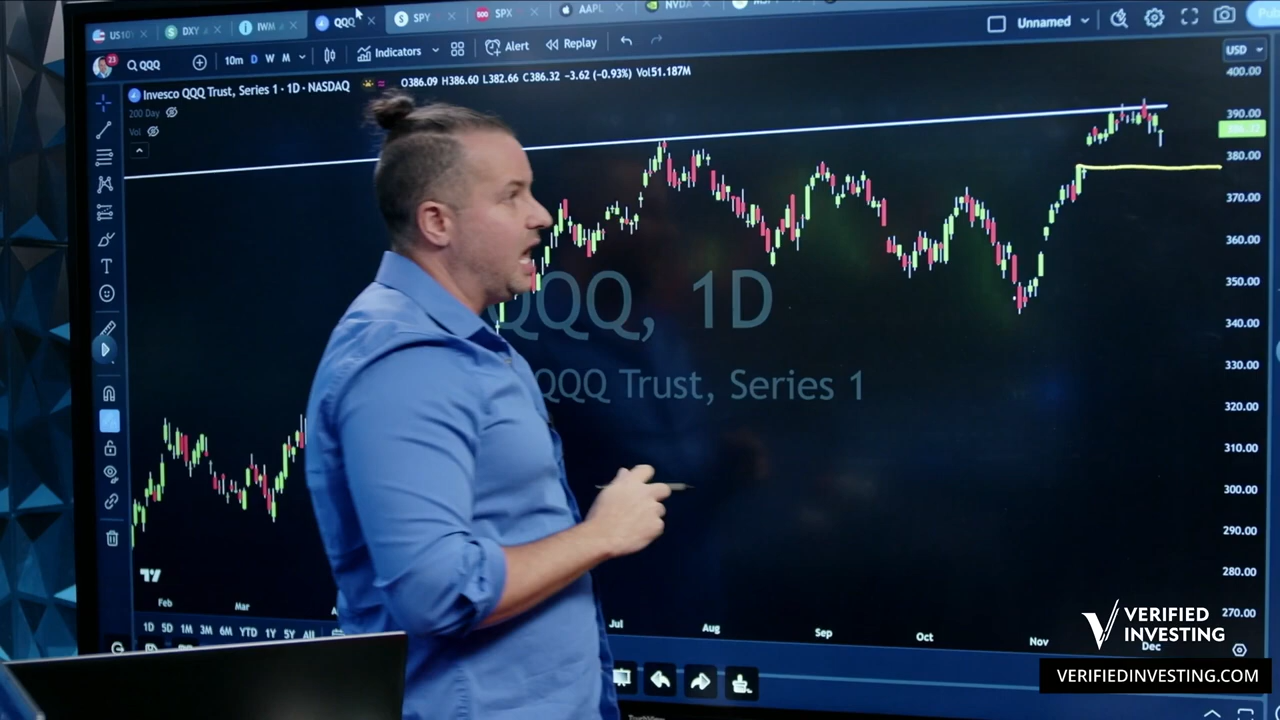 US10
DXY
IWM
QQQ
SPY
SPX
AAPL
NVDA
Unnamed
23
QQQ
10m D W M
Indicators
Alert
Replay
USD
Invesco QQQ Trust, Series 1 · 1D · NASDAQ
O386.09 H386.60 L382.66 C386.32 −3.62 (−0.93%) Vol51.187M
200 Day
Vol
400.00
390.00
380.00
370.00
360.00
350.00
340.00
330.00
320.00
310.00
300.00
290.00
280.00
270.00
QQQ, 1D
QQQ Trust, Series 1
Feb
Mar
Jul
Aug
Sep
Oct
Nov
Dec
1D 5D 1M 3M 6M YTD 1Y 5Y All
VERIFIED
INVESTING
VERIFIEDINVESTING.COM